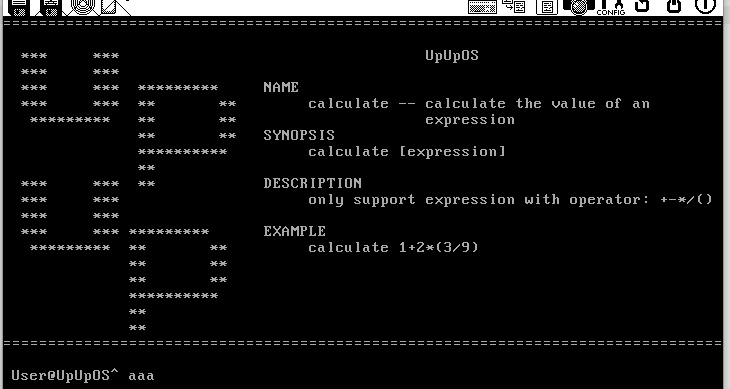 CONFIG
================================================================================
UpUpOS
***     ***
***     ***
***     ***  *********   NAME
***     ***  **       **        calculate -- calculate the value of an
*********  **       **                     expression
**       **   SYNOPSIS
**********        calculate [expression]
**
***     ***  **          DESCRIPTION
***     ***                     only support expression with operator: +-*/()
***     ***
***     *** *********    EXAMPLE
********* **       **         calculate 1+2*(3/9)
**       **
**       **
**********
**
**
================================================================================
User@UpUpOS^ aaa